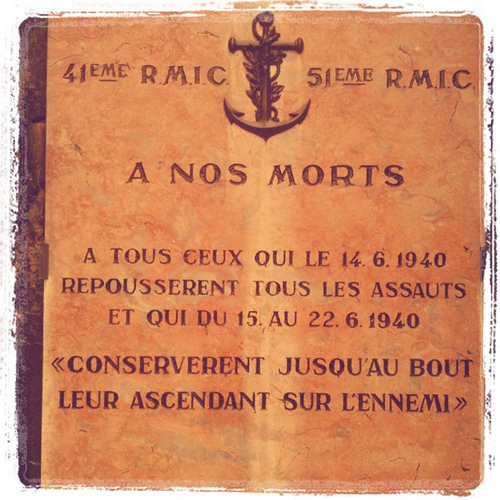 41EME R.M.I.C. 51EME R.M.I.C.
A NOS MORTS
A TOUS CEUX QUI LE 14.6.1940
REPOUSSERENT TOUS LES ASSAUTS
ET QUI DU 15. AU 22.6.1940
«CONSERVERENT JUSQU'AU BOUT
LEUR ASCENDANT SUR L'ENNEMI»